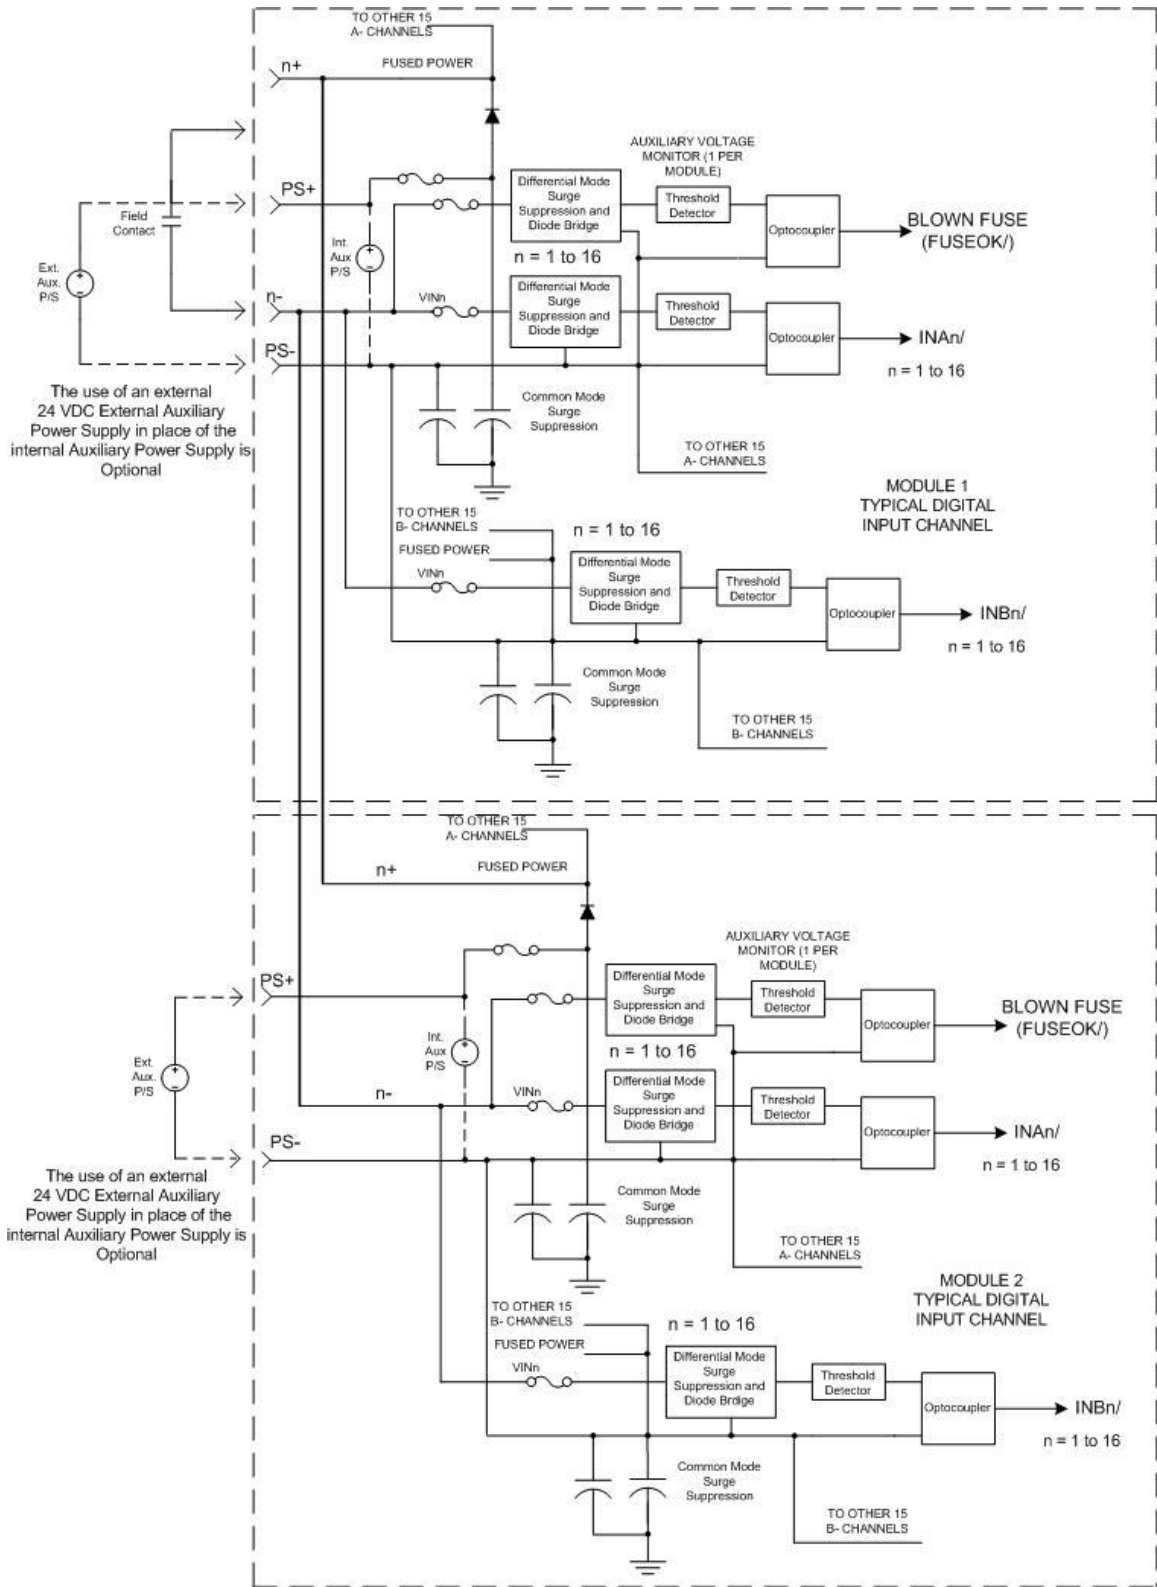 TO OTHER 15
A- CHANNELS
n+
FUSED POWER
AUXILIARY VOLTAGE
MONITOR (1 PER
MODULE)
PS+
Differential Mode
Surge
Suppression and
Diode Bridge
Threshold
Detector
Optocoupler
BLOWN FUSE
(FUSEOK/)
Field
Contact
Int.
Aux
P/S
n = 1 to 16
Ext.
Aux.
P/S
n-
VINn
Differential Mode
Surge
Suppression and
Diode Bridge
Threshold
Detector
Optocoupler
INAn/
n = 1 to 16
PS-
The use of an external
24 VDC External Auxiliary
Power Supply in place of the
internal Auxiliary Power Supply is
Optional
Common Mode
Surge
Suppression
TO OTHER 15
A- CHANNELS
MODULE 1
TYPICAL DIGITAL
INPUT CHANNEL
TO OTHER 15
B- CHANNELS
n = 1 to 16
FUSED POWER
VINn
Differential Mode
Surge
Suppression and
Diode Bridge
Threshold
Detector
Optocoupler
INBn/
n = 1 to 16
Common Mode
Surge
Suppression
TO OTHER 15
B- CHANNELS
TO OTHER 15
A- CHANNELS
n+
FUSED POWER
AUXILIARY VOLTAGE
MONITOR (1 PER
MODULE)
PS+
Differential Mode
Surge
Suppression and
Diode Bridge
Threshold
Detector
Optocoupler
BLOWN FUSE
(FUSEOK/)
Int.
Aux
P/S
n = 1 to 16
Ext.
Aux.
P/S
n-
VINn
Differential Mode
Surge
Suppression and
Diode Bridge
Threshold
Detector
Optocoupler
INAn/
n = 1 to 16
PS-
The use of an external
24 VDC External Auxiliary
Power Supply in place of the
internal Auxiliary Power Supply is
Optional
Common Mode
Surge
Suppression
TO OTHER 15
A- CHANNELS
MODULE 2
TYPICAL DIGITAL
INPUT CHANNEL
TO OTHER 15
B- CHANNELS
n = 1 to 16
FUSED POWER
VINn
Differential Mode
Surge
Suppression and
Diode Bridge
Threshold
Detector
Optocoupler
INBn/
n = 1 to 16
Common Mode
Surge
Suppression
TO OTHER 15
B- CHANNELS